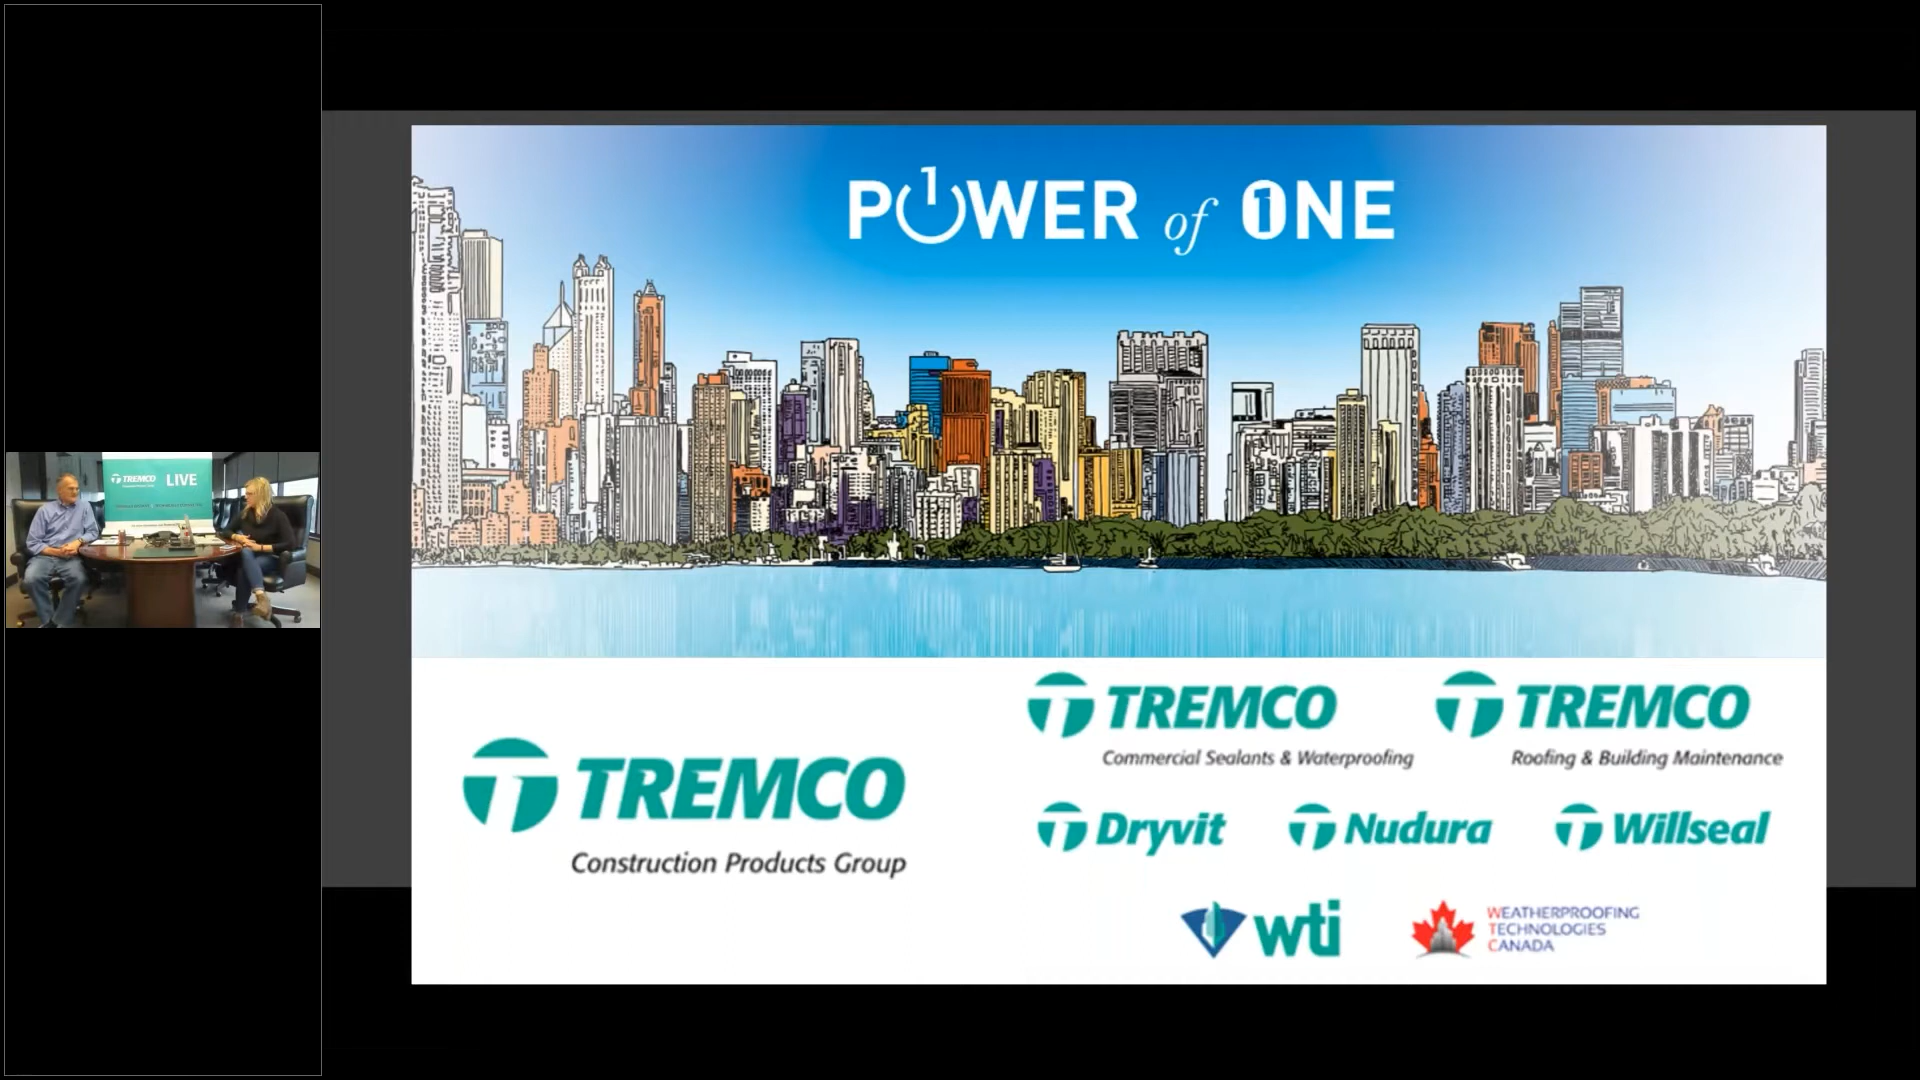 POWER of ONE
TREMCO
Construction Products Group
TREMCO
Commercial Sealants & Waterproofing
TREMCO
Roofing & Building Maintenance
Dryvit
Nudura
Willseal
wti
WEATHERPROOFING
TECHNOLOGIES
CANADA
TREMCO LIVE